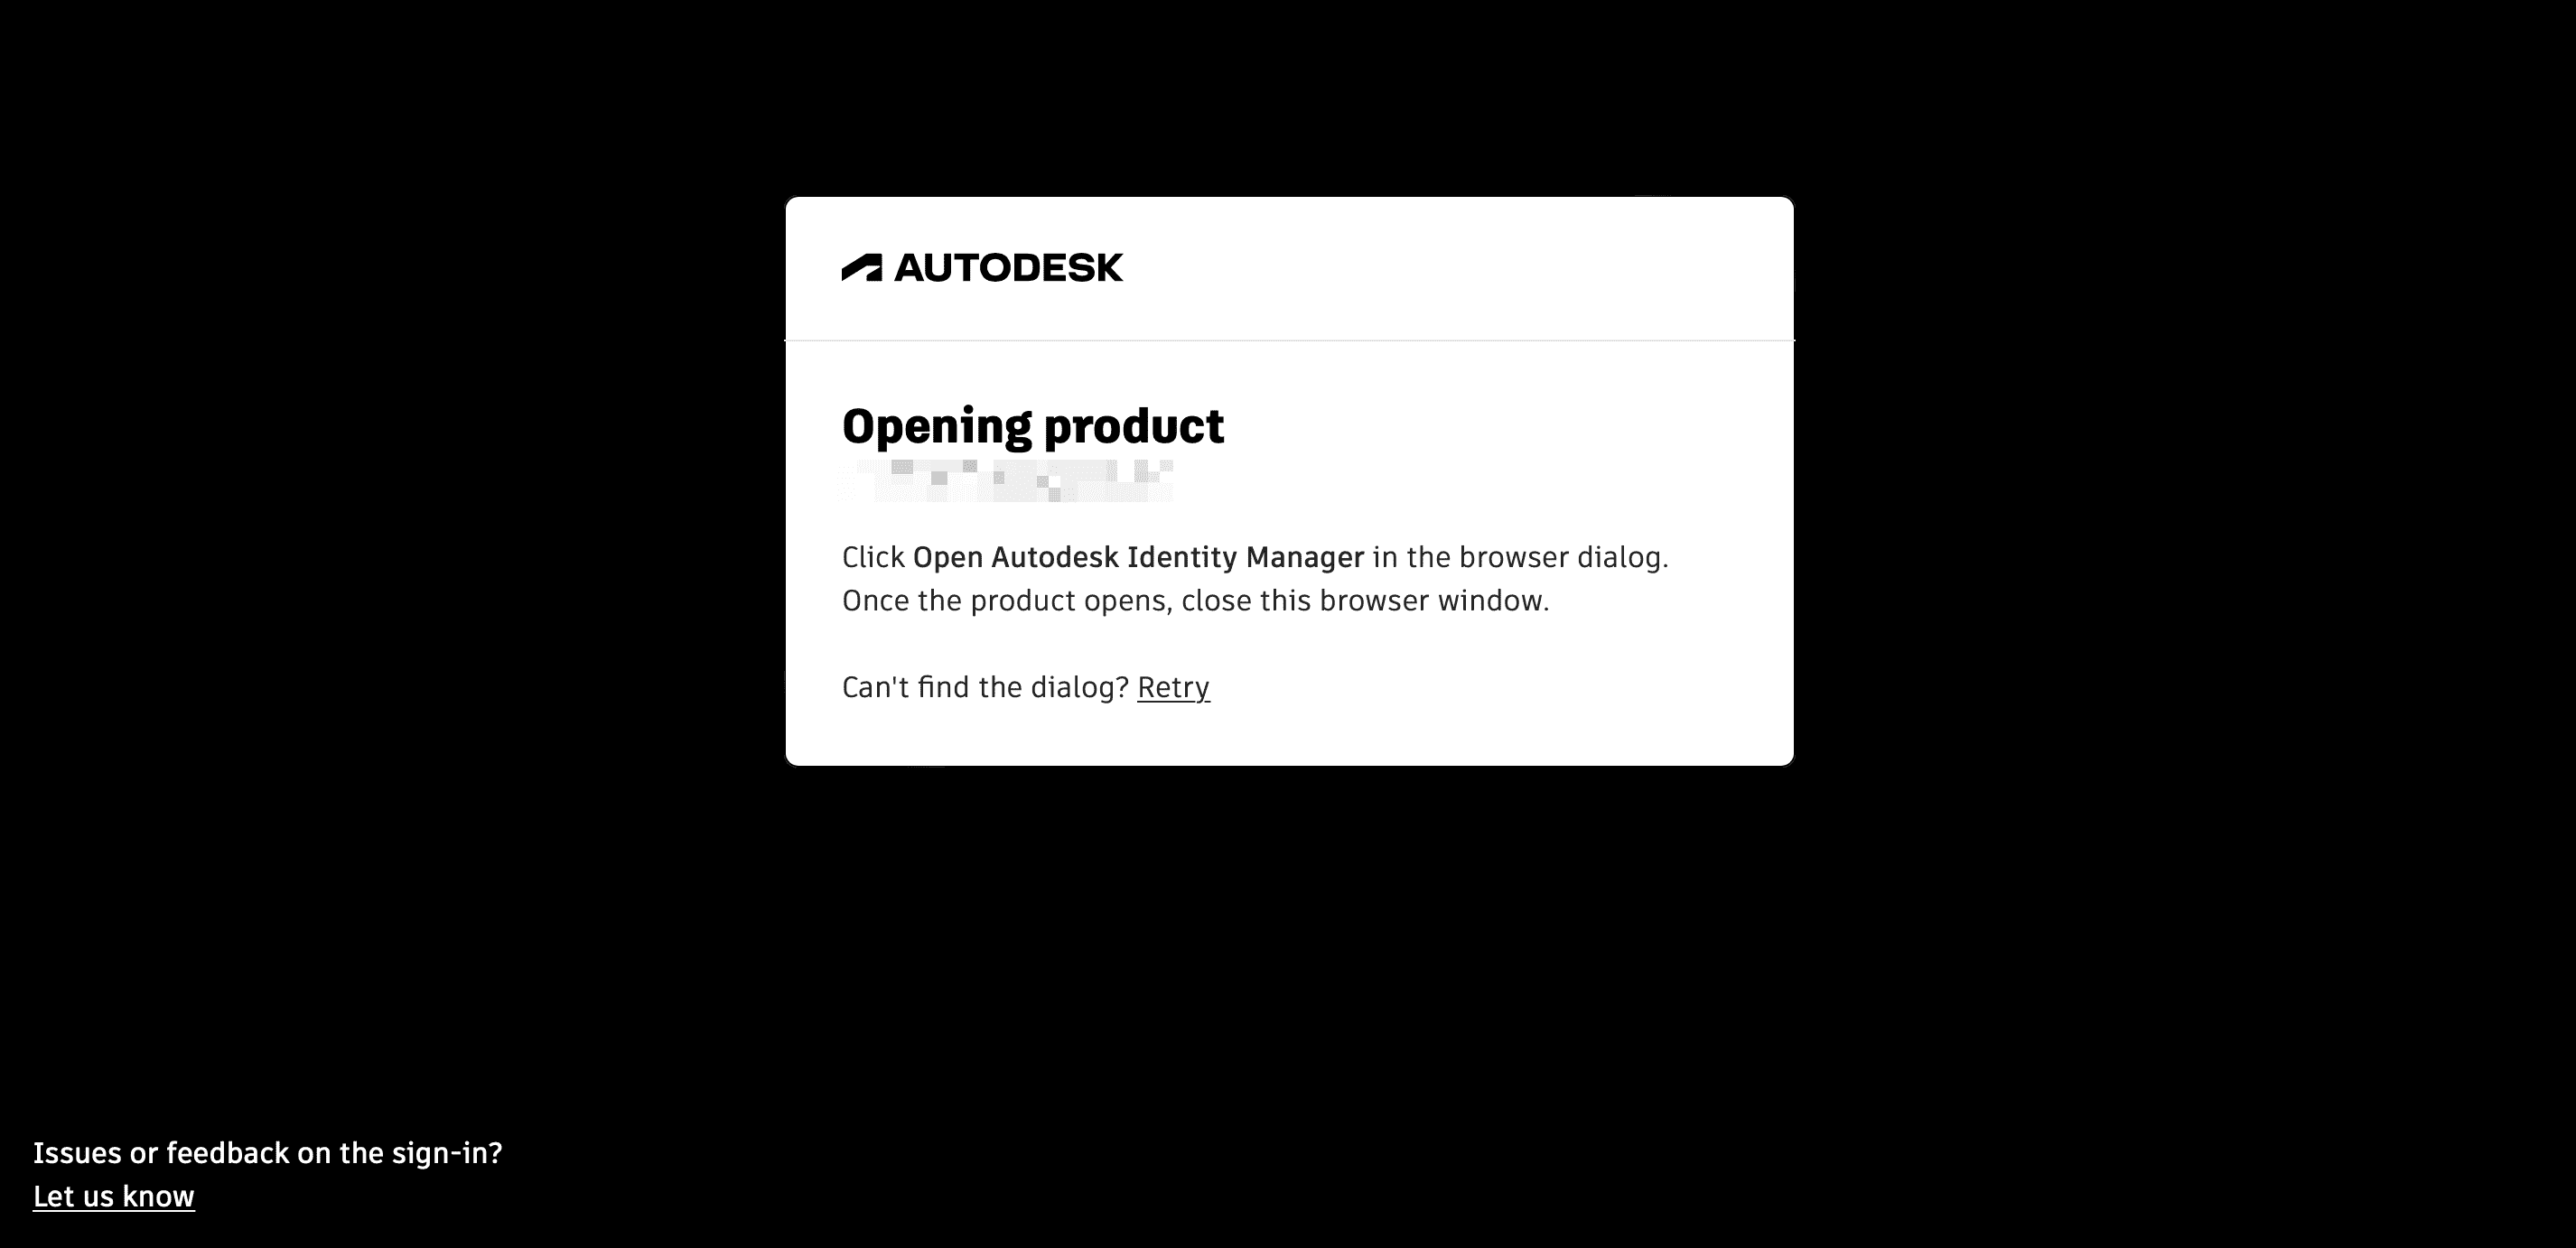 AUTODESK
Opening product
Click Open Autodesk Identity Manager in the browser dialog.
Once the product opens, close this browser window.
Can't find the dialog? Retry
Issues or feedback on the sign-in?
Let us know